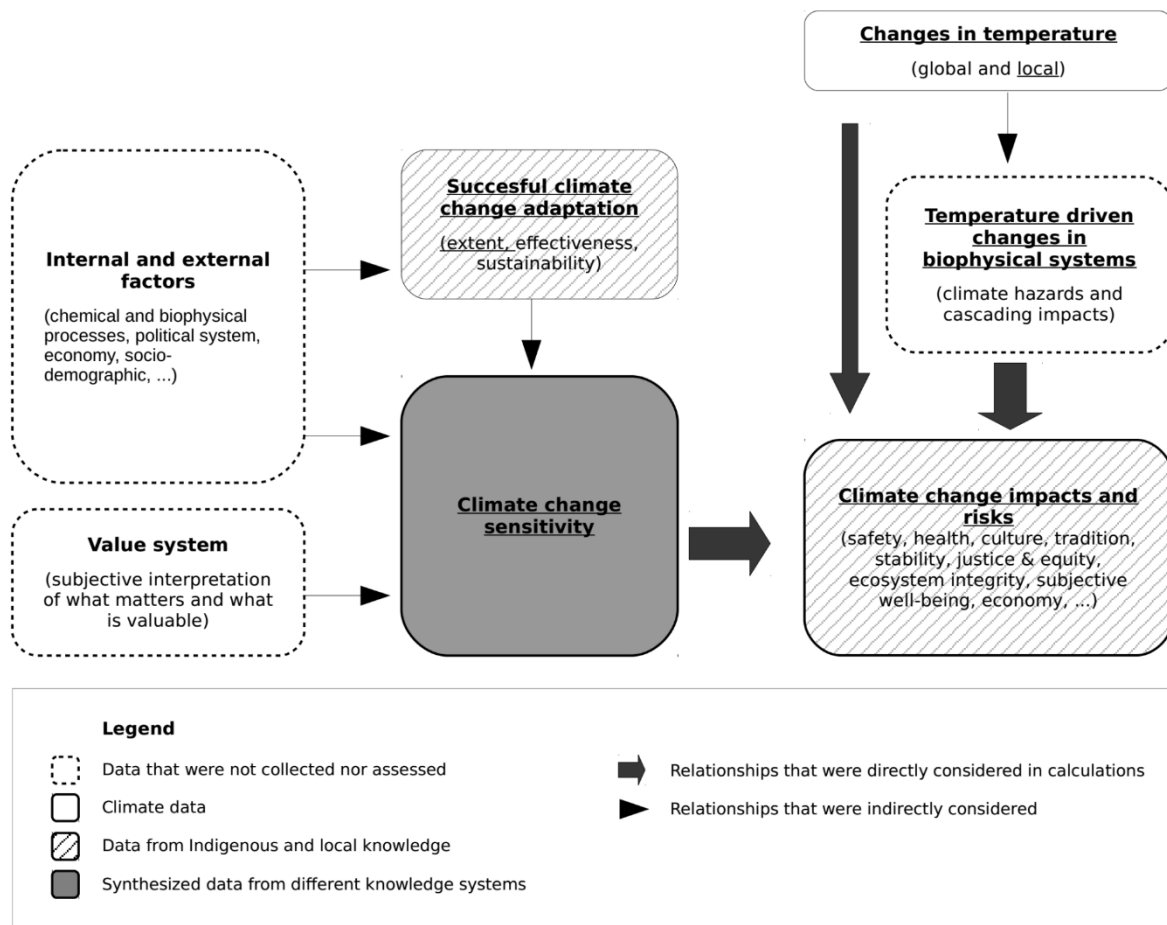 Changes in temperature
(global and local)
Succesful climate
change adaptation
(extent, effectiveness,
sustainability)
Temperature driven
changes in
biophysical systems
(climate hazards and
cascading impacts)
Internal and external
factors
(chemical and biophysical
processes, political system,
economy, socio-
demographic, ...)
Climate change
sensitivity
Climate change impacts and
risks
(safety, health, culture, tradition,
stability, justice & equity,
ecosystem integrity, subjective
well-being, economy, ...)
Value system
(subjective interpretation
of what matters and what
is valuable)
Legend
Data that were not collected nor assessed
Climate data
Data from Indigenous and local knowledge
Synthesized data from different knowledge systems
Relationships that were directly considered in calculations
Relationships that were indirectly considered